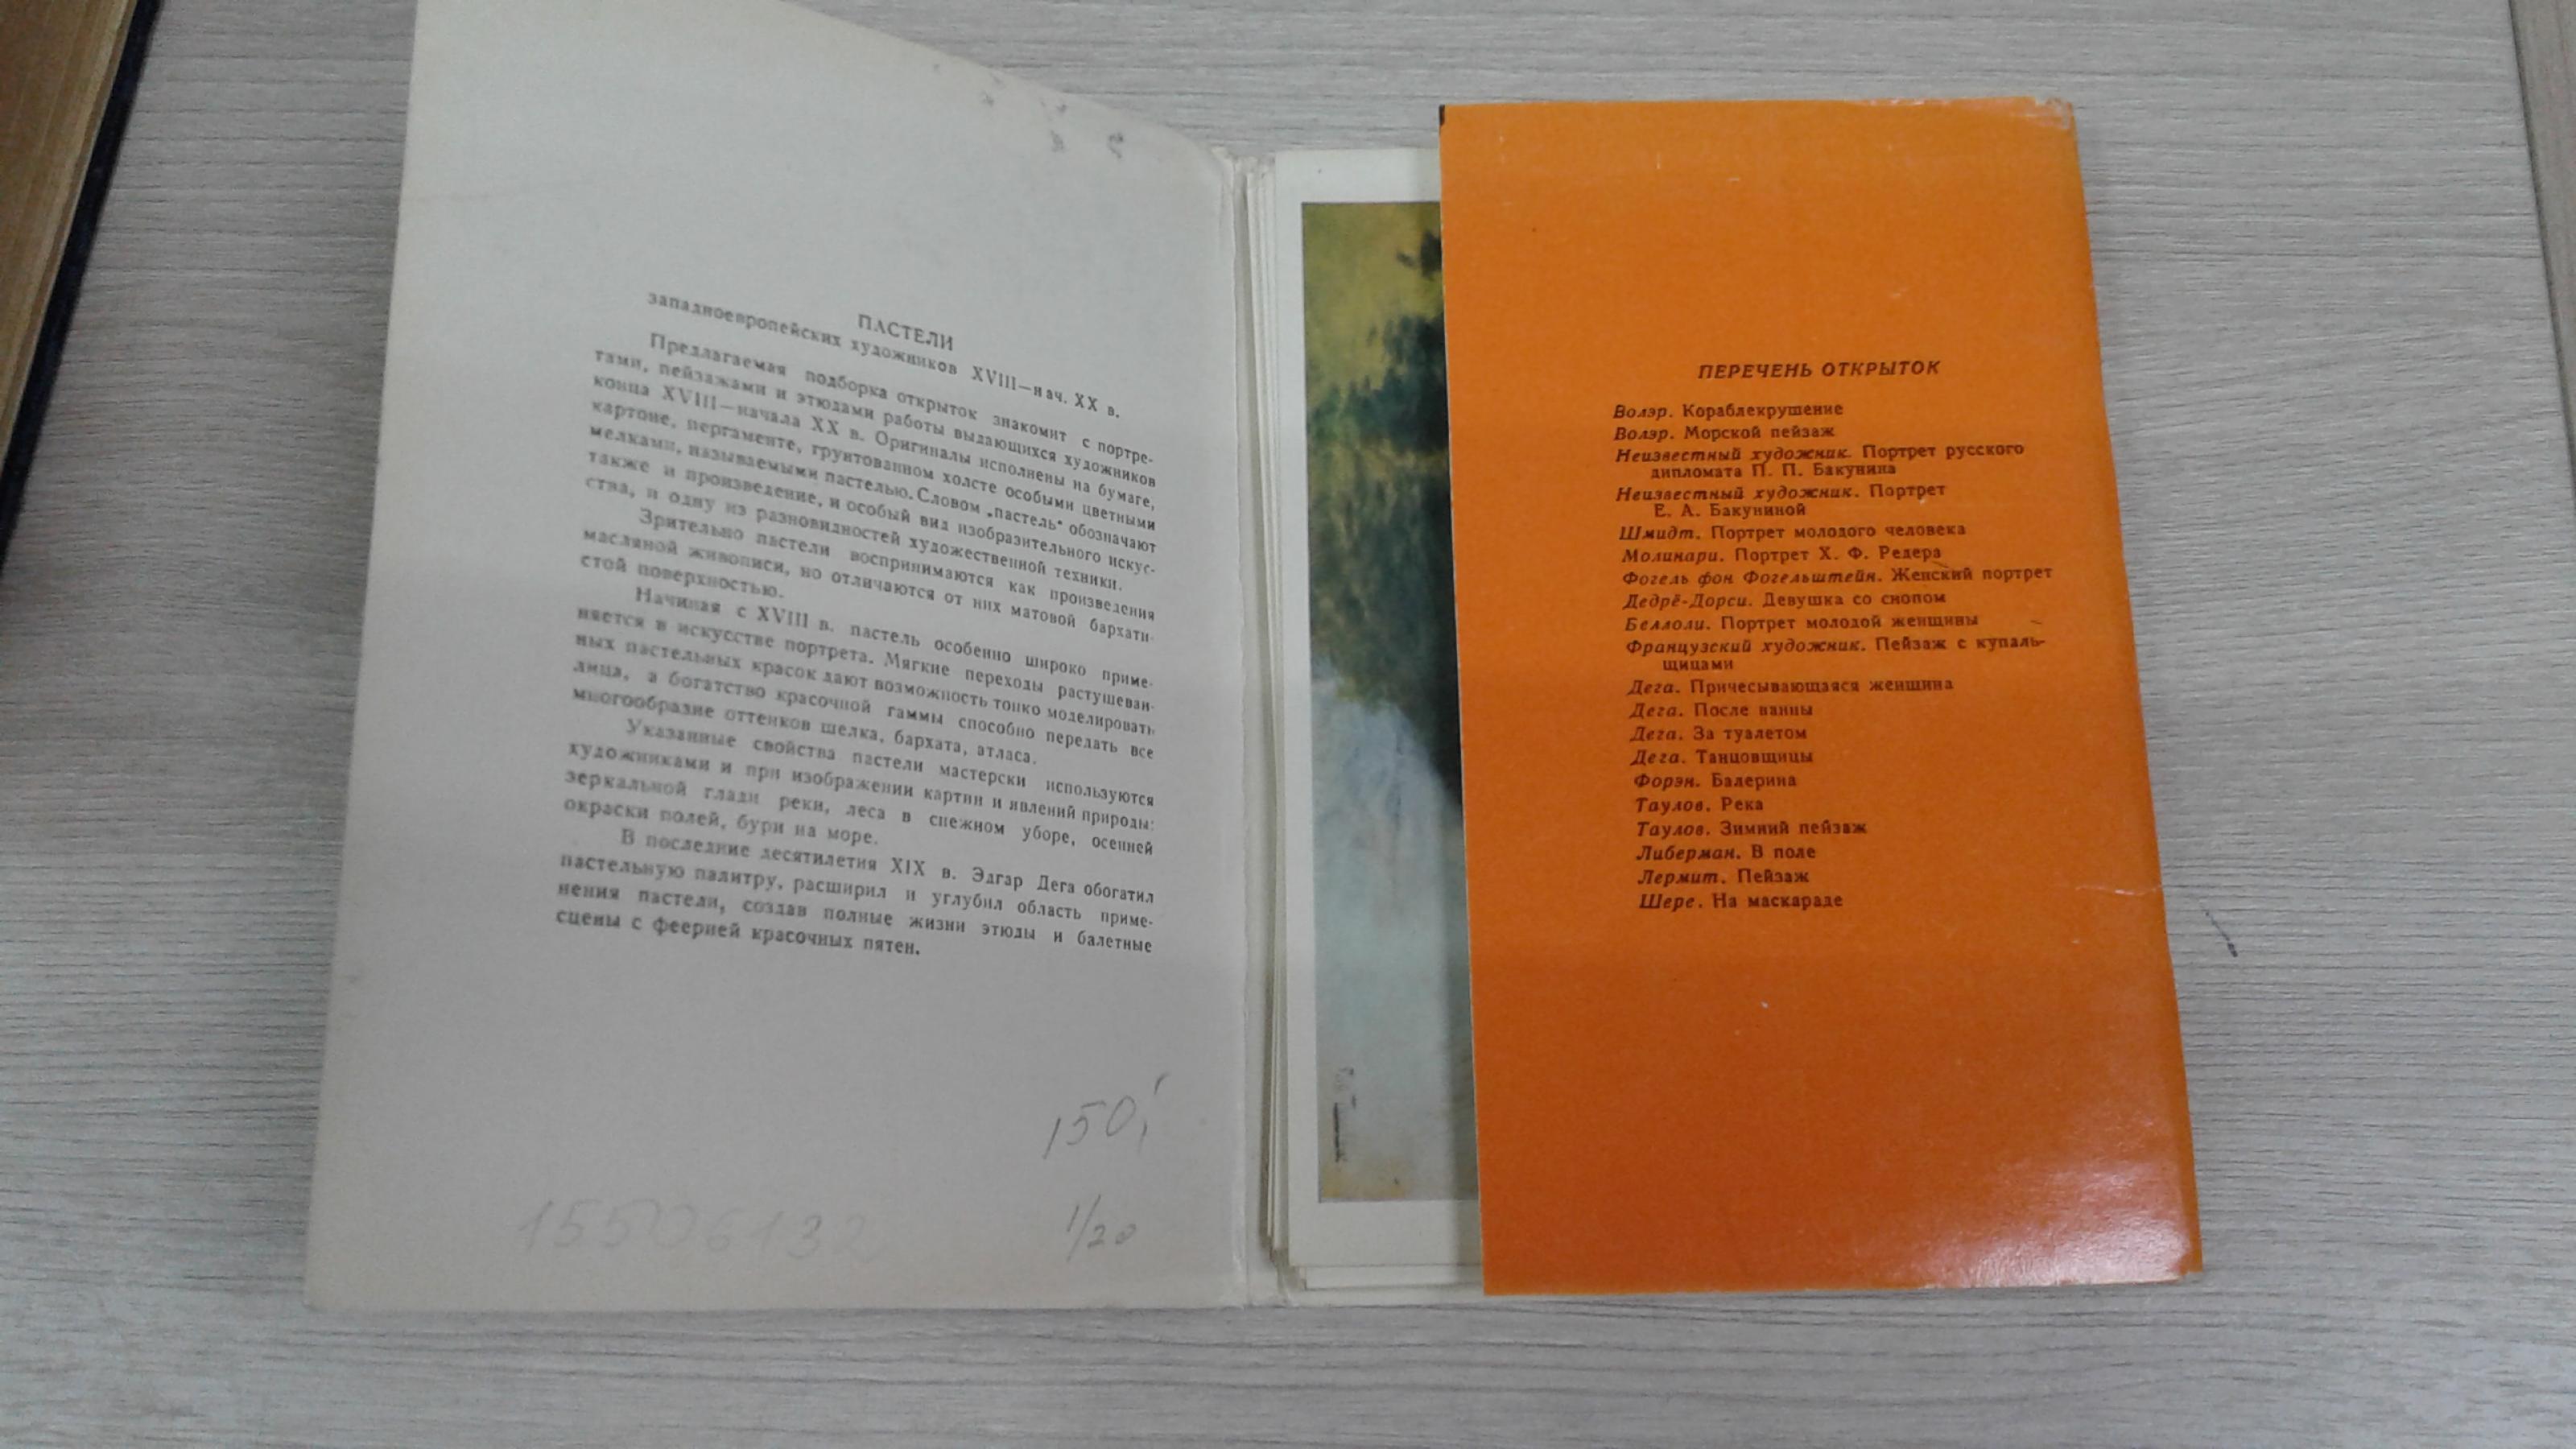 ПАСТЕЛИ
западноевропейских художников XVIII—нач. XX в.
Предлагаемая подборка открыток знакомит с портре-
тами, пейзажами и этюдами работы выдающихся художников
конца XVIII—начала XX в. Оригиналы исполнены на бумаге,
картоне, пергаменте, грунтованном холсте особыми цветными
мелками, называемыми пастелью. Словом „пастель“ обозначают
также и произведение, и особый вид изобразительного искус-
ства, и одну из разновидностей художественной техники.
Зрительно пастели воспринимаются как произведения
масляной живописи, но отличаются от них матовой бархати-
стой поверхностью.
Начиная с XVIII в. пастель особенно широко приме-
няется в искусстве портрета. Мягкие переходы растушеван-
ных пастельных красок дают возможность тонко моделировать
лица, а богатство красочной гаммы способно передать все
многообразие оттенков шелка, бархата, атласа.
Указанные свойства пастели мастерски используются
художниками и при изображении картин и явлений природы:
зеркальной глади реки, леса в снежном уборе, осенней
окраски полей, бури на море.
В последние десятилетия XIX в. Эдгар Дега обогатил
пастельную палитру, расширил и углубил область приме-
нения пастели, создав полные жизни этюды и балетные
сцены с феерией красочных пятен.
150
15506132
1/20
ПЕРЕЧЕНЬ ОТКРЫТОК
Волэр. Кораблекрушение
Волэр. Морской пейзаж
Неизвестный художник. Портрет русского
дипломата П. П. Бакунина
Неизвестный художник. Портрет
Е. А. Бакуниной
Шмидт. Портрет молодого человека
Молинари. Портрет Х. Ф. Редера
Фогель фон Фогельштейн. Женский портрет
Дедрё-Дорси. Девушка со снопом
Беллоли. Портрет молодой женщины
Французский художник. Пейзаж с купаль-
щицами
Дега. Причесывающаяся женщина
Дега. После ванны
Дега. За туалетом
Дега. Танцовщицы
Форэн. Балерина
Таулов. Река
Таулов. Зимний пейзаж
Либерман. В поле
Лермит. Пейзаж
Шере. На маскараде